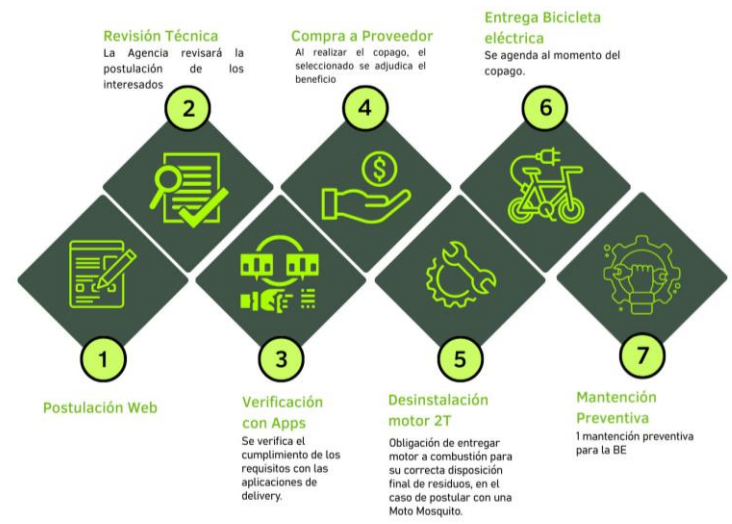 Revisión Técnica
La Agencia revisará la
postulación de los
interesados
2
Compra a Proveedor
Al realizar el copago, el
seleccionado se adjudica el
beneficio
4
Entrega Bicicleta
eléctrica
Se agenda al momento del
copago.
6
1
Postulación Web
3
Verificación
con Apps
Se verifica el
cumplimiento de los
requisitos con las
aplicaciones de
delivery.
5
Desinstalación
motor 2T
Obligación de entregar
motor a combustión para
su correcta disposición
final de residuos, en el
caso de postular con una
Moto Mosquito.
7
Mantención
Preventiva
1 mantención preventiva
para la BE